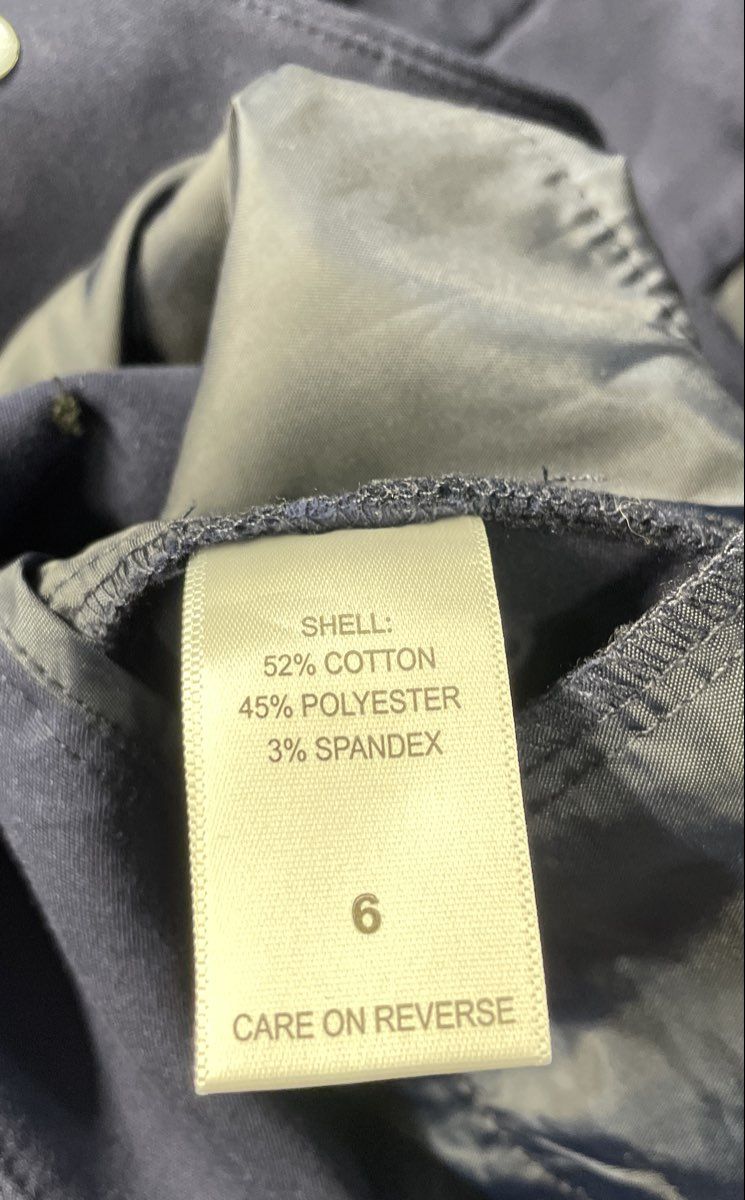 SHELL:
52% COTTON
45% POLYESTER
3% SPANDEX
6
CARE ON REVERSE